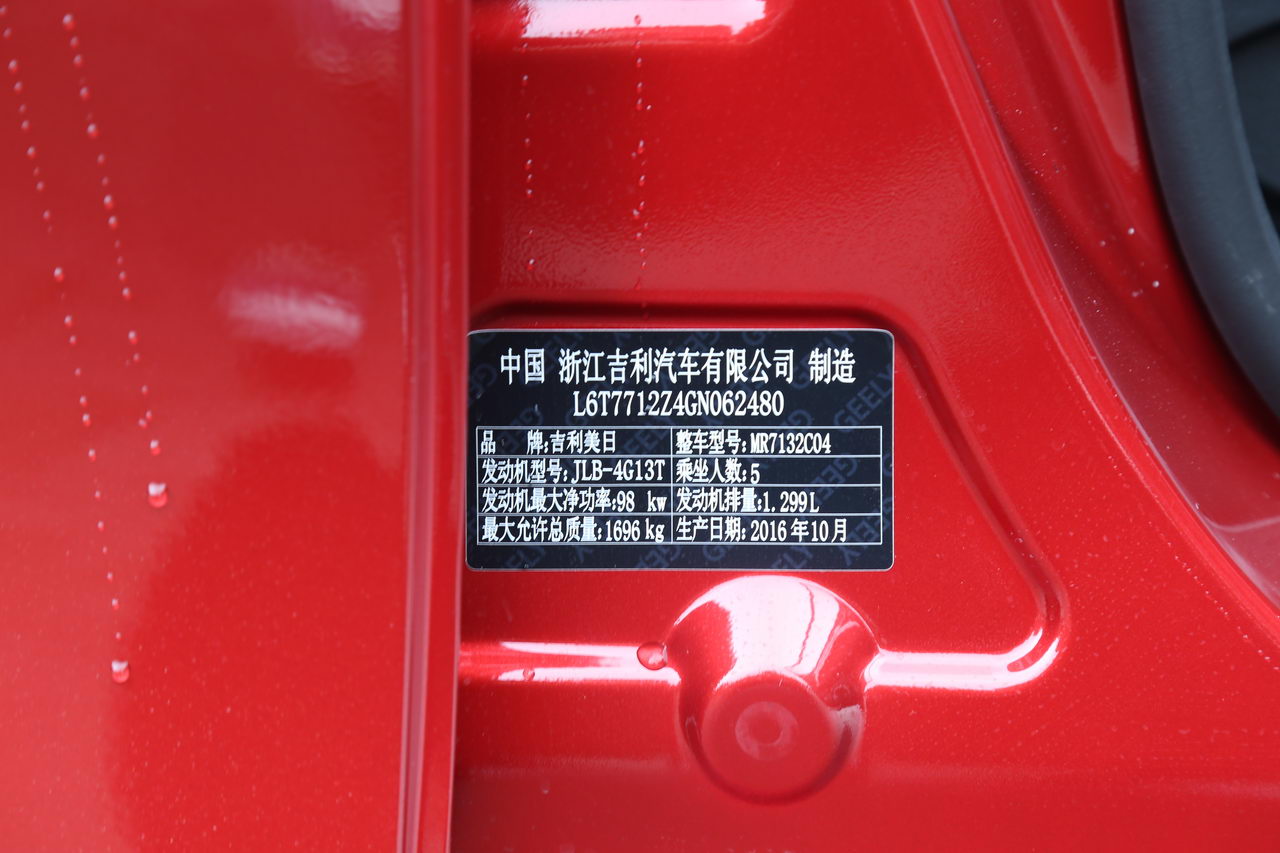 中国 浙江吉利汽车有限公司 制造
L6T7712Z4GN062480
品 牌:吉利美日 整车型号:MR7132C04
发动机型号:JLB-4G13T 乘坐人数:5
发动机最大净功率:98 kw 发动机排量:1.299L
最大允许总质量:1696 kg 生产日期:2016年10月